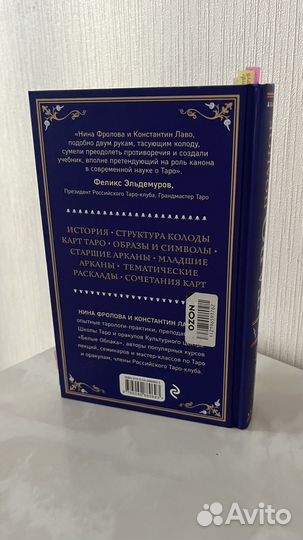 «Нина Фролова и Константин Лаво,
подобно двум рукам, тасующим колоду,
сумели преодолеть противоречия и создали
учебник, вполне претендующий на роль канона
в современной науке о Таро».
Феликс Эльдемуров,
Президент Российского Таро-клуба, Грандмастер Таро
ИСТОРИЯ • СТРУКТУРА КОЛОДЫ
КАРТ ТАРО • ОБРАЗЫ И СИМВОЛЫ
СТАРШИЕ АРКАНЫ • МЛАДШИЕ
АРКАНЫ • ТЕМАТИЧЕСКИЕ
РАСКЛАДЫ • СОЧЕТАНИЯ КАРТ
НИНА ФРОЛОВА И КОНСТАНТИН
опытные тарологи-практики,
Школы Таро и оракулов Культурного
«Белые Облака», авторы популярных курсов
лекций, семинаров и мастер-классов по Таро
и оракулам, члены Российского Таро-клуба.
OZON
Avito